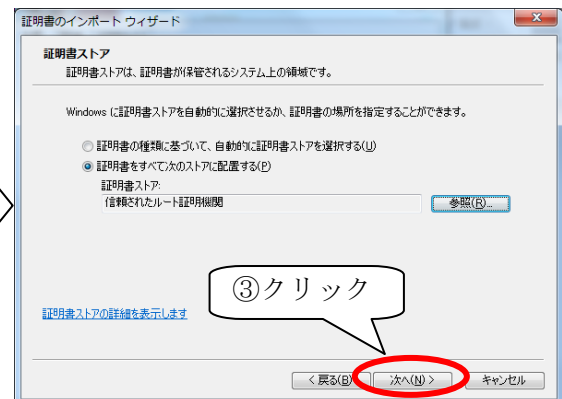 証明書のインポート ウィザード
証明書ストア
証明書ストアは、証明書が保管されるシステム上の領域です。
Windows に証明書ストアを自動的に選択させるか、証明書の場所を指定することができます。
証明書の種類に基づいて、自動的に証明書ストアを選択する(U)
証明書をすべて次のストアに配置する(P)
証明書ストア:
信頼されたルート証明機関
参照(R)...
③クリック
証明書ストアの詳細を表示します
< 戻る(B)
次へ(N) >
キャンセル